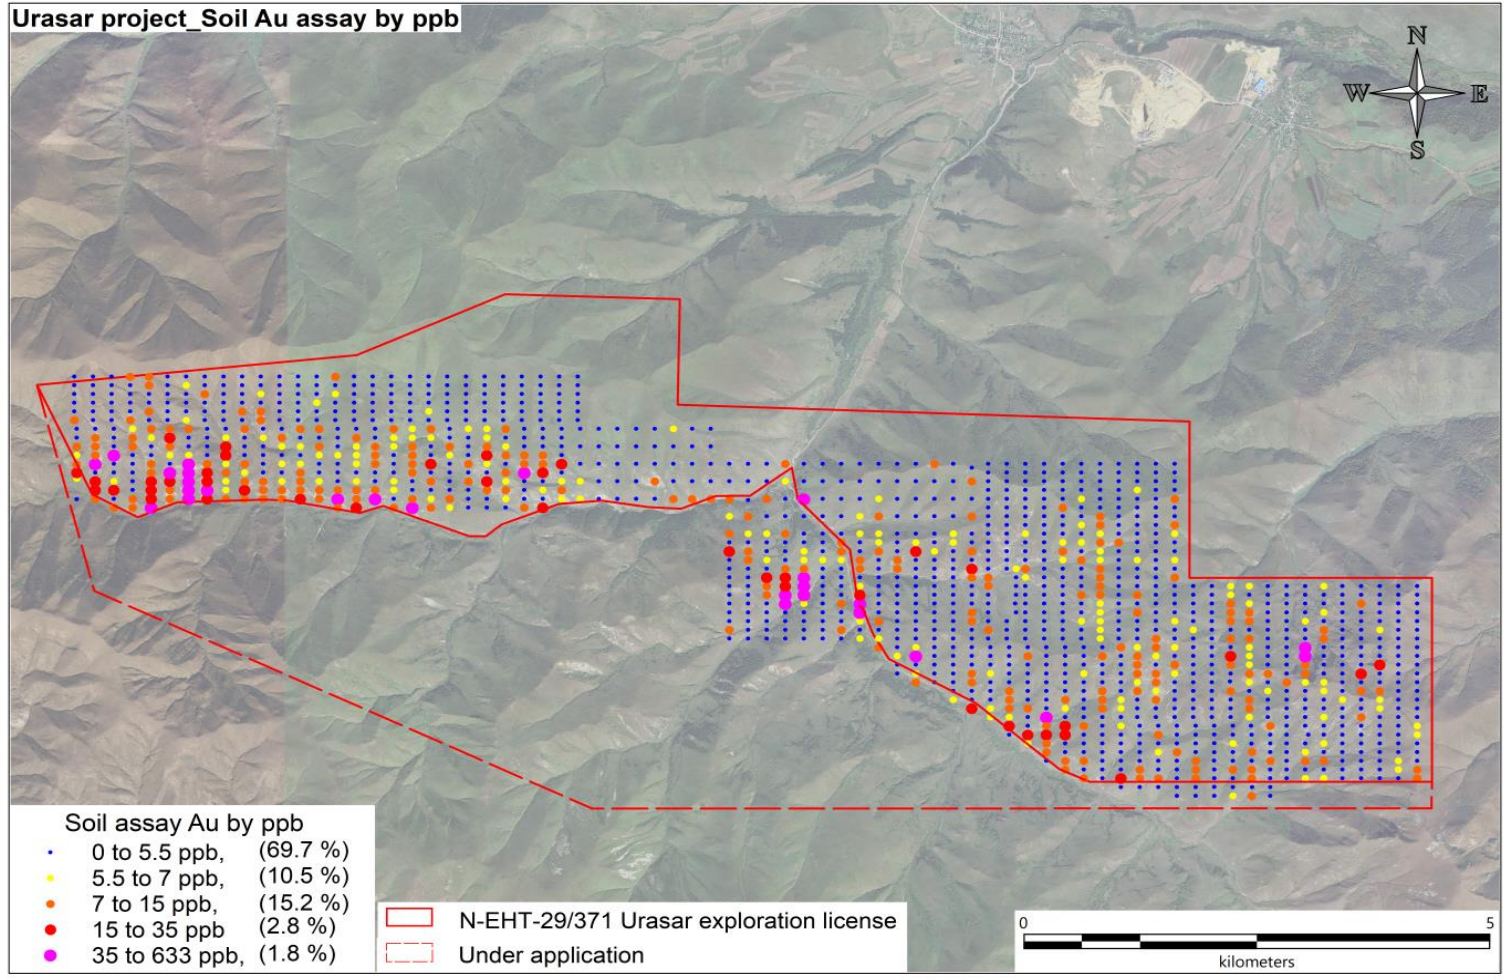 Urasar project_Soil Au assay by ppb
N
W E
S
Soil assay Au by ppb
0 to 5.5 ppb, (69.7 %)
5.5 to 7 ppb, (10.5 %)
7 to 15 ppb, (15.2 %)
15 to 35 ppb (2.8 %)
35 to 633 ppb, (1.8 %)
N-EHT-29/371 Urasar exploration license
Under application
0 5
kilometers